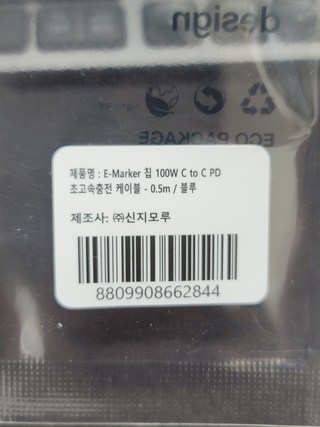 design
ECO PACKAGE
제품명 : E-Marker 칩 100W C to C PD
초고속충전 케이블 - 0.5m / 블루
제조사: ㈜신지모루
8809908662844